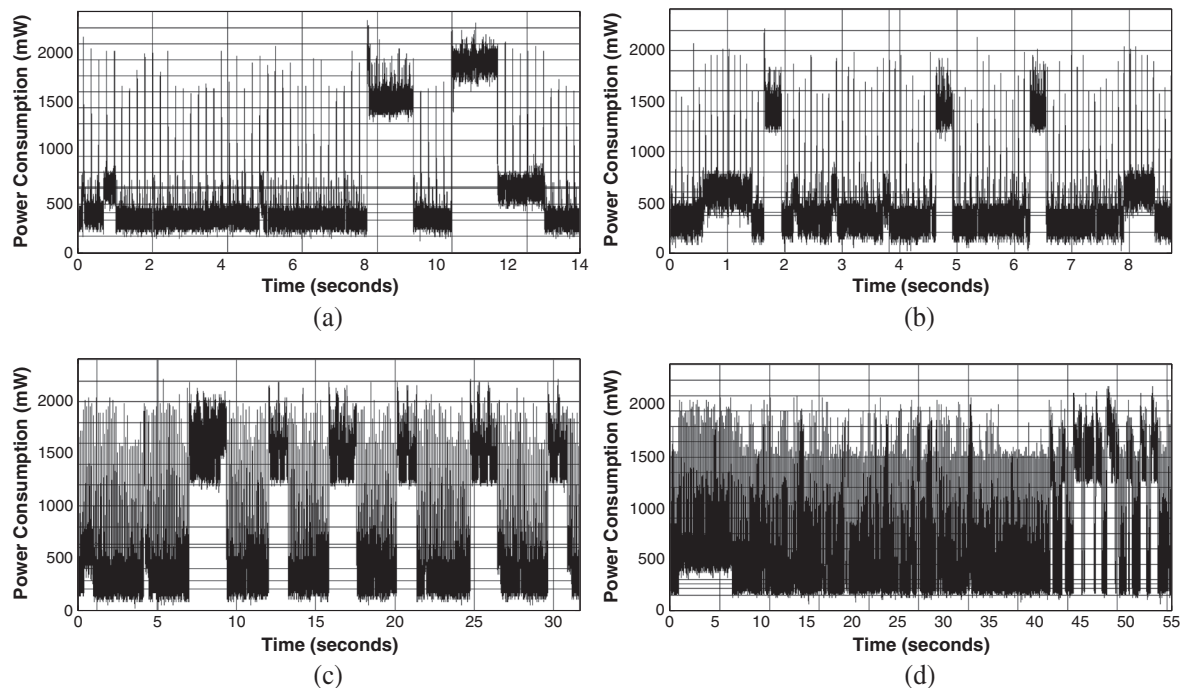 Power Consumption (mW)
2000
1500
1000
500
0
0 2 4 6 8 10 12 14
Time (seconds)
(a)
Power Consumption (mW)
2000
1500
1000
500
0
0 1 2 3 4 5 6 7 8
Time (seconds)
(b)
Power Consumption (mW)
2000
1500
1000
500
0
0 5 10 15 20 25 30
Time (seconds)
(c)
Power Consumption (mW)
2000
1500
1000
500
0
0 5 10 15 20 25 30 35 40 45 50 55
Time (seconds)
(d)